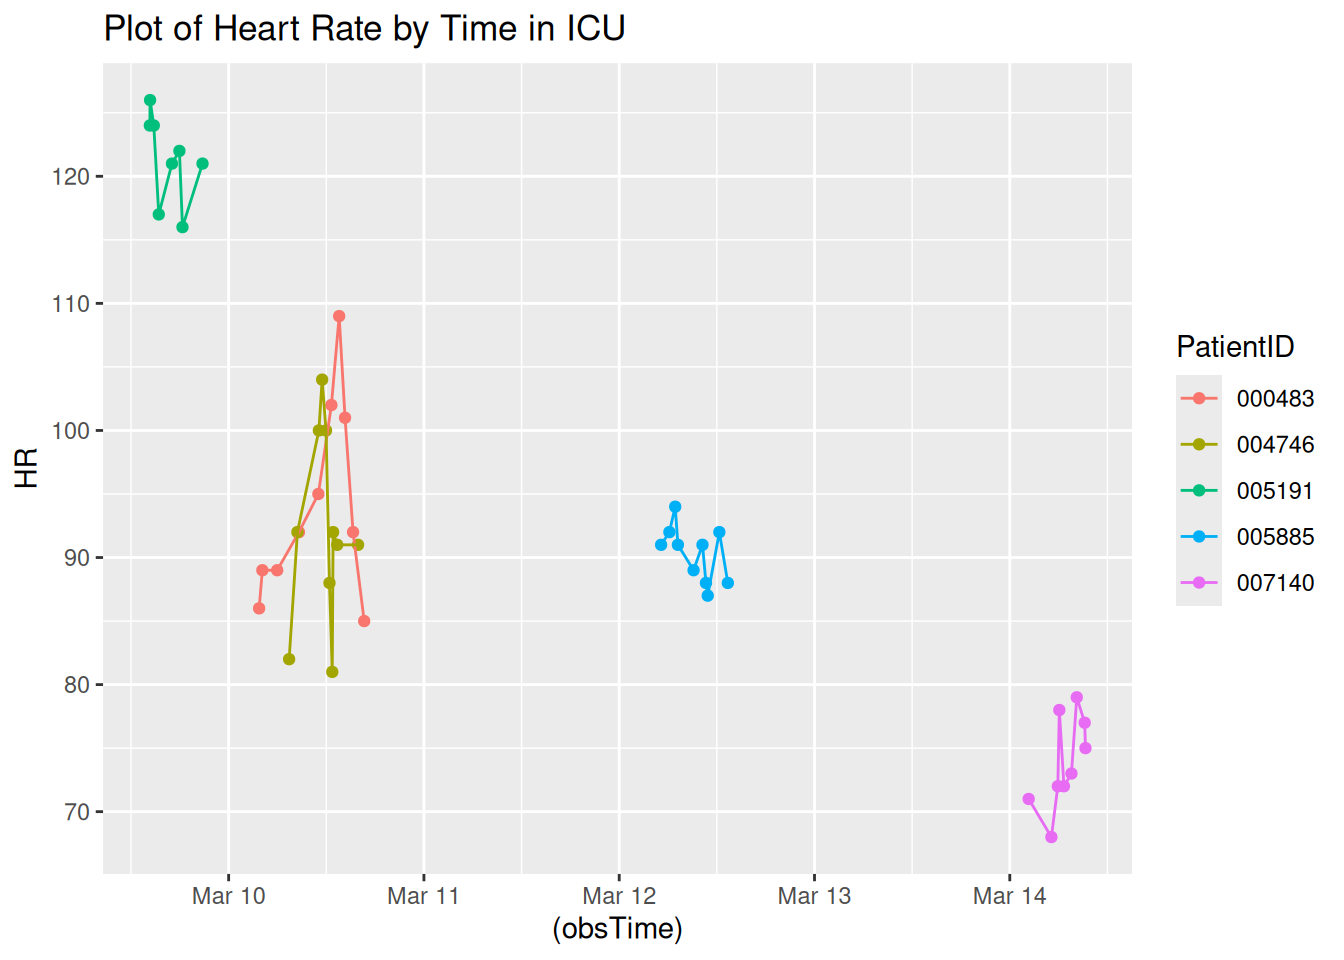 Plot of Heart Rate by Time in ICU
120
110
100
90
80
70
HR
Mar 10
Mar 11
Mar 12
Mar 13
Mar 14
(obsTime)
PatientID
000483
004746
005191
005885
007140